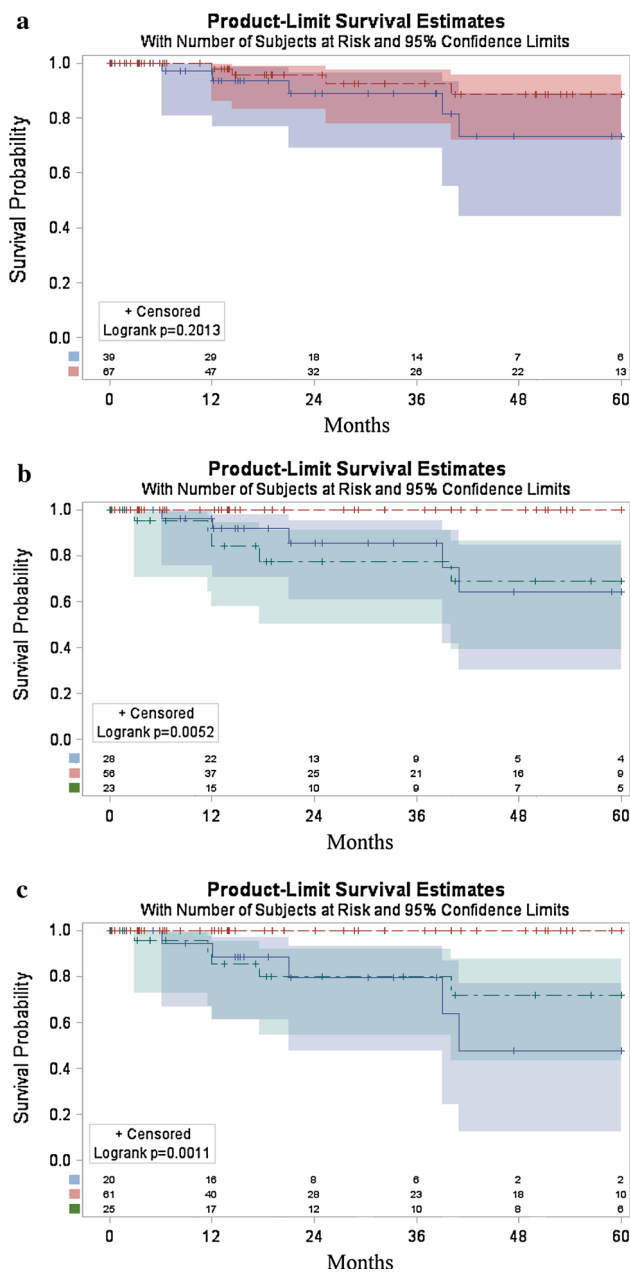 a
Product-Limit Survival Estimates
With Number of Subjects at Risk and 95% Confidence Limits
Survival Probability
1.0
0.8
0.6
0.4
0.2
0.0
+ Censored
Logrank p=0.2013
39 29 18 14 7 6
67 47 32 26 22 13
0 12 24 36 48 60
Months
b
Product-Limit Survival Estimates
With Number of Subjects at Risk and 95% Confidence Limits
Survival Probability
1.0
0.8
0.6
0.4
0.2
0.0
+ Censored
Logrank p=0.0052
28 22 13 9 5 4
56 37 25 21 16 9
23 15 10 9 7 5
0 12 24 36 48 60
Months
c
Product-Limit Survival Estimates
With Number of Subjects at Risk and 95% Confidence Limits
Survival Probability
1.0
0.8
0.6
0.4
0.2
0.0
+ Censored
Logrank p=0.0011
20 16 8 6 2 2
61 40 28 23 18 10
25 17 12 10 8 6
0 12 24 36 48 60
Months